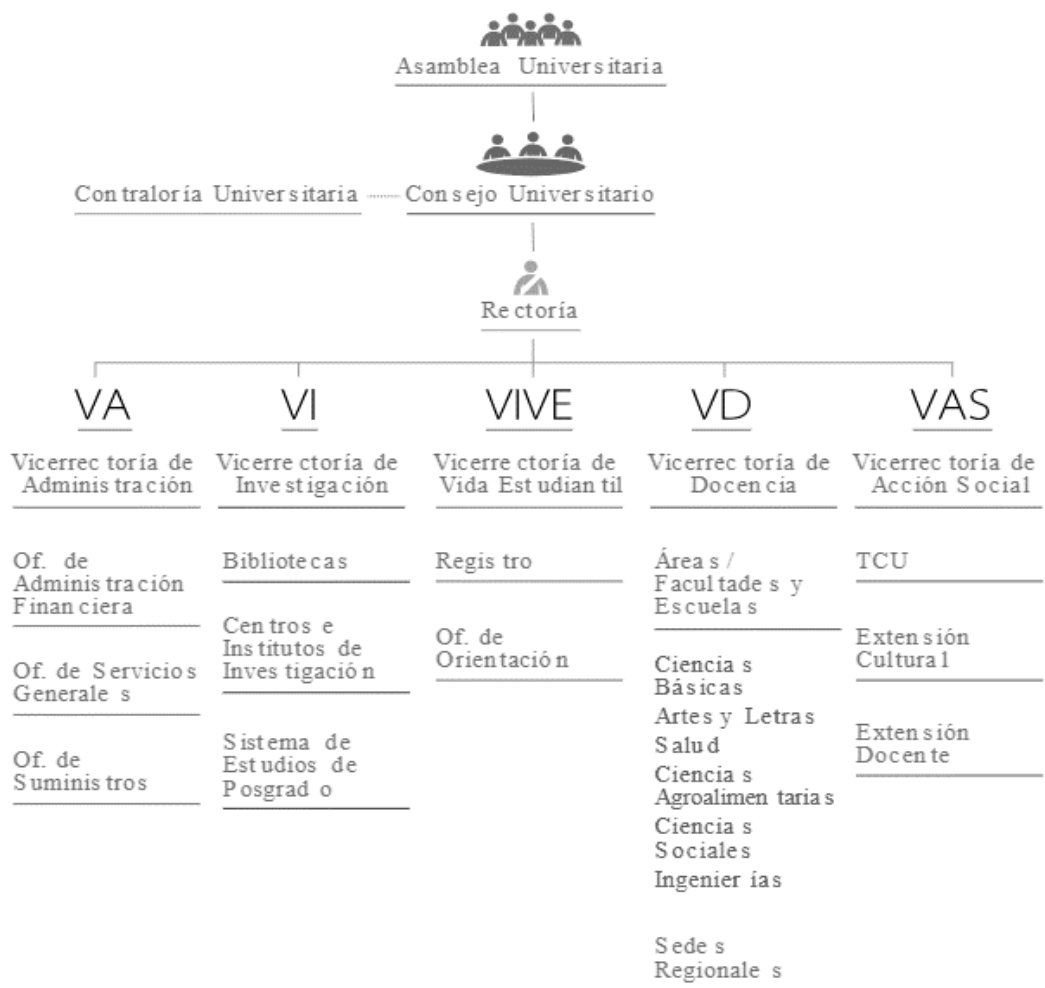 Asamblea Universitaria
Contraloría Universitaria
Consejo Universitario
Rectoría
VA
Vicerrectoría de
Administración
Of. de
Administración
Financiera
Of. de Servicios
Generales
Of. de
Suministros
VI
Vicerrectoría de
Investigación
Bibliotecas
Centros e
Institutos de
Investigación
Sistema de
Estudios de
Posgrado
VIVE
Vicerrectoría de
Vida Estudiantil
Registro
Of. de
Orientación
VD
Vicerrectoría de
Docencia
Áreas /
Facultades y
Escuelas
Ciencias
Básicas
Artes y Letras
Salud
Ciencias
Agroalimentarias
Ciencias
Sociales
Ingenierías
Sedes
Regionales
VAS
Vicerrectoría de
Acción Social
TCU
Extensión
Cultural
Extensión
Docente